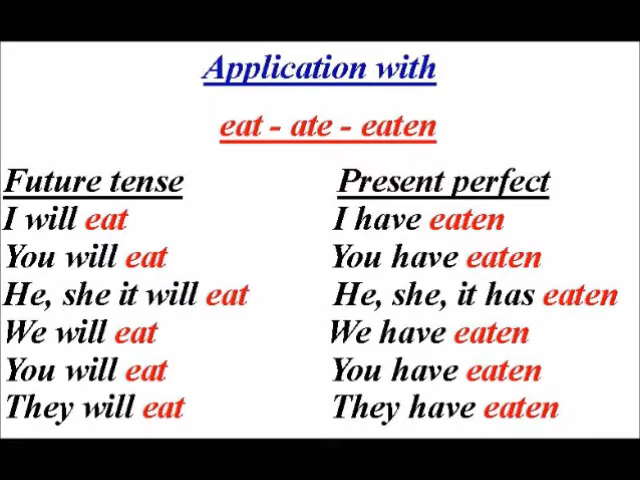 Application with
eat - ate - eaten
Future tense
I will eat
You will eat
He, she it will eat
We will eat
You will eat
They will eat
Present perfect
I have eaten
You have eaten
He, she, it has eaten
We have eaten
You have eaten
They have eaten